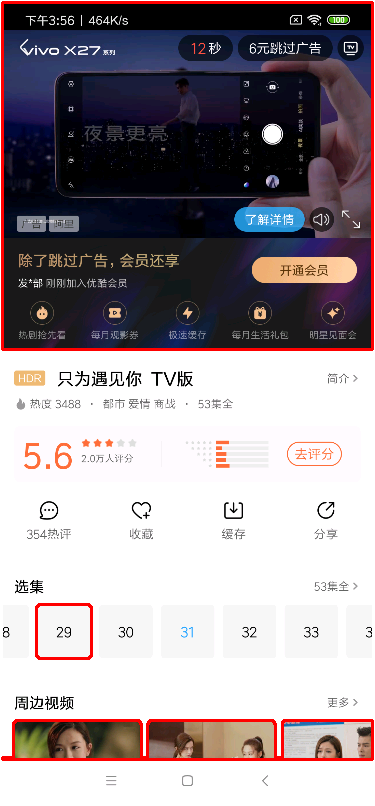 下午3:56 | 464K/s
100
vivo X27 系列
12 秒
6元跳过广告
TV
夜景更亮
广告 阿里
了解详情
除了跳过广告，会员还享
发*部 刚刚加入优酷会员
开通会员
热剧抢先看 每月观影券 极速缓存 每月生活礼包 明星见面会
HDR 只为遇见你 TV版 简介 >
热度 3488 · 都市 爱情 商战 · 53集全
5.6
2.0万人评分
去评分
354热评 收藏 缓存 分享
选集 53集全 >
8 29 30 31 32 33 3
周边视频 更多 >